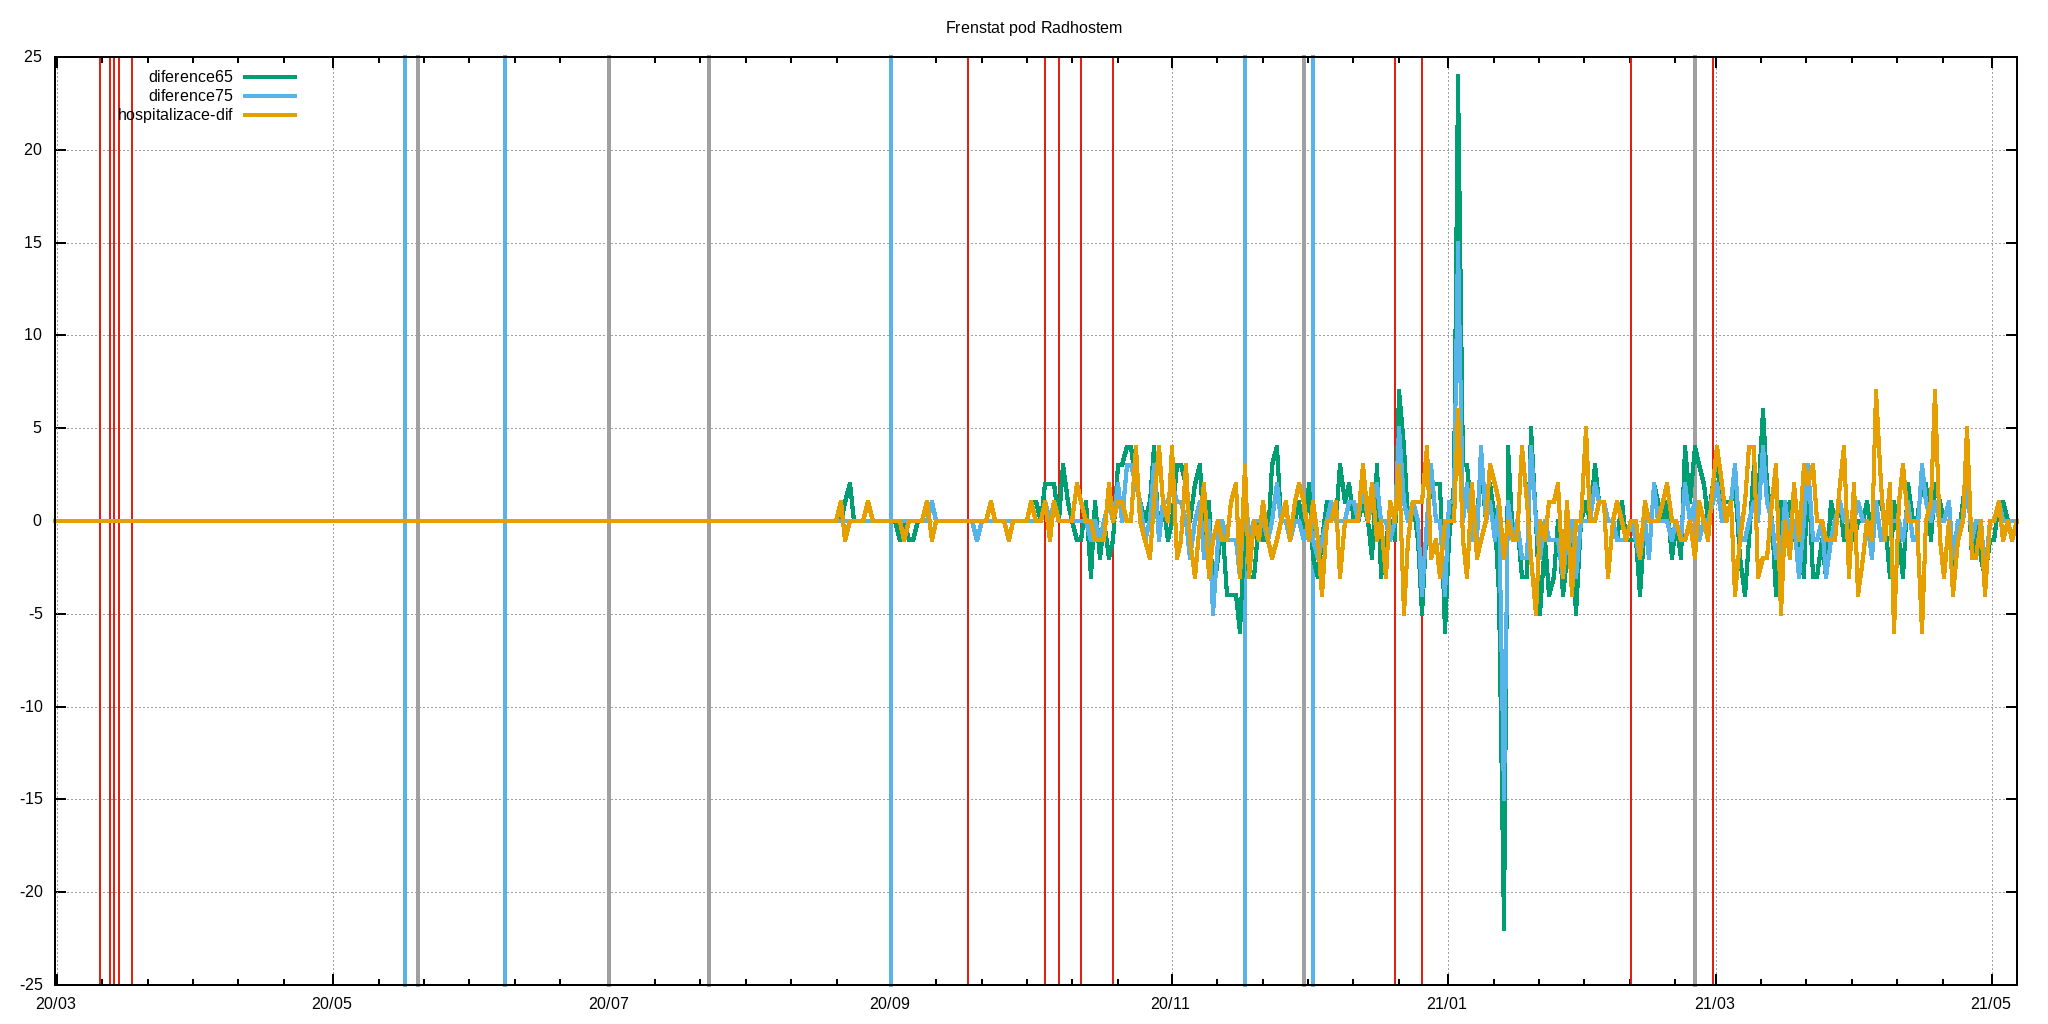 Frenstat pod Radhostem
25
diference65
diference75
hospitalizace-dif
20
15
10
5
0
-5
-10
-15
-20
-25
20/03 20/05 20/07 20/09 20/11 21/01 21/03 21/05